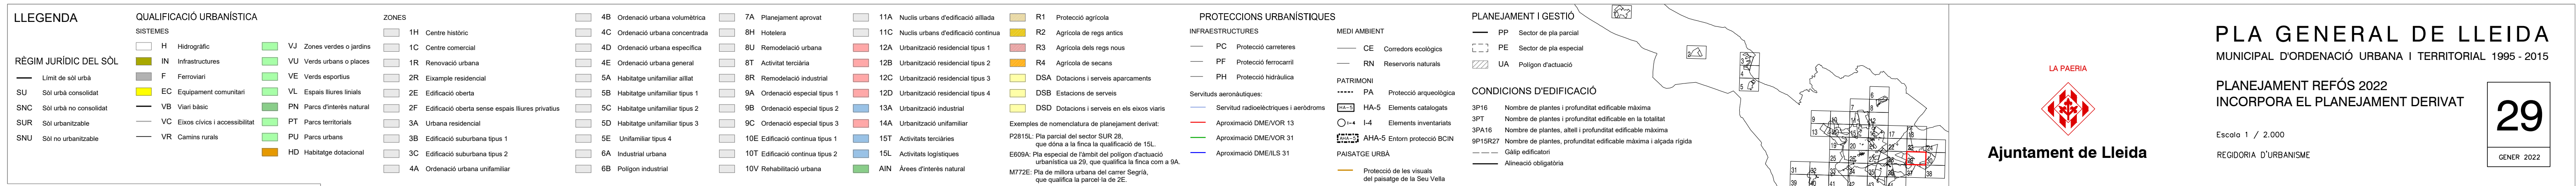 LLEGENDA
RÈGIM JURÍDIC DEL SÒL
Límit de sòl urbà
SU Sòl urbà consolidat
SNC Sòl urbà no consolidat
SUR Sòl urbanitzable
SNU Sòl no urbanitzable
QUALIFICACIÓ URBANÍSTICA
SISTEMES
H Hidrogràfic
IN Infrastructures
F Ferroviari
EC Equipament comunitari
VB Viari bàsic
VC Eixos cívics i accessibilitat
VR Camins rurals
VJ Zones verdes o jardins
VU Verds urbans o places
VE Verds esportius
VL Espais lliures linials
PN Parcs d'interès natural
PT Parcs territorials
PU Parcs urbans
HD Habitatge dotacional
ZONES
1H Centre històric
1C Centre comercial
1R Renovació urbana
2R Eixample residencial
2E Edificació oberta
2F Edificació oberta sense espais lliures privatius
3A Urbana residencial
3B Edificació suburbana tipus 1
3C Edificació suburbana tipus 2
4A Ordenació urbana unifamiliar
4B Ordenació urbana volumètrica
4C Ordenació urbana concentrada
4D Ordenació urbana específica
4E Ordenació urbana general
5A Habitatge unifamiliar aïllat
5B Habitatge unifamiliar tipus 1
5C Habitatge unifamiliar tipus 2
5D Habitatge unifamiliar tipus 3
5E Unifamiliar tipus 4
6A Industrial urbana
6B Polígon industrial
7A Planejament aprovat
8H Hotelera
8U Remodelació urbana
8T Activitat terciària
8R Remodelació industrial
9A Ordenació especial tipus 1
9B Ordenació especial tipus 2
9C Ordenació especial tipus 3
10E Edificació contínua tipus 1
10T Edificació contínua tipus 2
10V Rehabilitació urbana
11A Nuclis urbans d'edificació aïllada
11C Nuclis urbans d'edificació contínua
12A Urbanització residencial tipus 1
12B Urbanització residencial tipus 2
12C Urbanització residencial tipus 3
12D Urbanització residencial tipus 4
13A Urbanització industrial
14A Urbanització unifamiliar
15T Activitats terciàries
15L Activitats logístiques
AIN Àrees d'interès natural
R1 Protecció agrícola
R2 Agrícola de regs antics
R3 Agrícola dels regs nous
R4 Agrícola de secans
DSA Dotacions i serveis aparcaments
DSB Estacions de serveis
DSD Dotacions i serveis en els eixos viaris
Exemples de nomenclatura de planejament derivat:
P2815L: Pla parcial del sector SUR 28,
que dóna a la finca la qualificació de 15L.
E609A: Pla especial de l'àmbit del polígon d'actuació
urbanística ua 29, que qualifica la finca com a 9A.
M772E: Pla de millora urbana del carrer Segrià,
que qualifica la parcel·la de 2E.
PROTECCIONS URBANÍSTIQUES
INFRAESTRUCTURES
PC Protecció carreteres
PF Protecció ferrocarril
PH Protecció hidràulica
Servituds aeronàutiques:
Servitud radioelèctriques i aeròdroms
Aproximació DME/VOR 13
Aproximació DME/VOR 31
Aproximació DME/ILS 31
MEDI AMBIENT
CE Corredors ecològics
RN Reservoris naturals
PATRIMONI
PA Protecció arqueològica
HA-5 HA-5 Elements catalogats
I-4 I-4 Elements inventariats
AHA-5 AHA-5 Entorn protecció BCIN
PAISATGE URBÀ
Protecció de les visuals
del paisatge de la Seu Vella
PLANEJAMENT I GESTIÓ
PP Sector de pla parcial
PE Sector de pla especial
UA Polígon d'actuació
CONDICIONS D'EDIFICACIÓ
3P16 Nombre de plantes i profunditat edificable màxima
3PT Nombre de plantes i profunditat edificable en la totalitat
3PA16 Nombre de plantes, altell i profunditat edificable màxima
9P15R27 Nombre de plantes, profunditat edificable màxima i alçada rígida
Gàlip edificatori
Alineació obligatòria
LA PAERIA
Ajuntament de Lleida
PLA GENERAL DE LLEIDA
MUNICIPAL D'ORDENACIÓ URBANA I TERRITORIAL 1995 - 2015
PLANEJAMENT REFÓS 2022
INCORPORA EL PLANEJAMENT DERIVAT
Escala 1 / 2.000
REGIDORIA D'URBANISME
29
GENER 2022